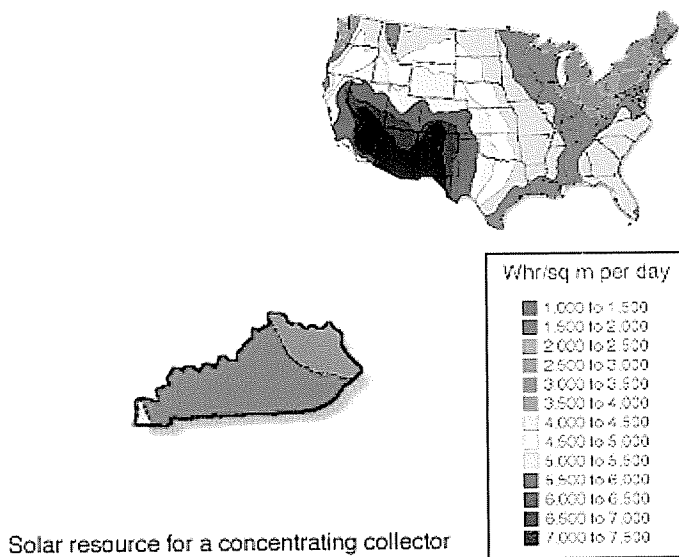 Whr/sq m per day
1,000 to 1,500
1,500 to 2,000
2,000 to 2,500
2,500 to 3,000
3,000 to 3,500
3,500 to 4,000
4,000 to 4,500
4,500 to 5,000
5,000 to 5,500
5,500 to 6,000
6,000 to 6,500
6,500 to 7,000
7,000 to 7,500
Solar resource for a concentrating collector